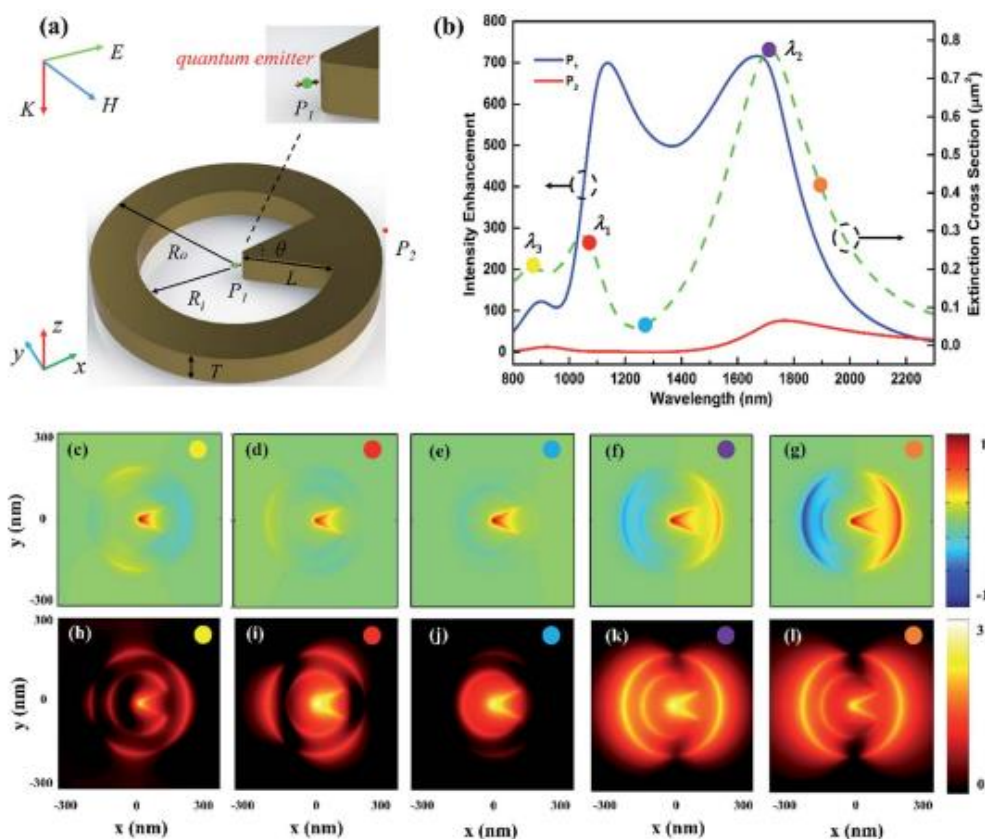 (a)
E
K
H
quantum emitter
P1
Ro
Ri
P1
θ
L
P2
T
z
y
x
(b)
P1
P2
λ1
λ2
λ3
Intensity Enhancement
800
700
600
500
400
300
200
100
0
Extinction Cross Section (μm²)
0.8
0.7
0.6
0.5
0.4
0.3
0.2
0.1
0.0
800 1000 1200 1400 1600 1800 2000 2200
Wavelength (nm)
(c) (d) (e) (f) (g)
y (nm)
300
0
-300
1
-1
(h) (i) (j) (k) (l)
y (nm)
300
0
-300
3
0
-300 0 300 -300 0 300 -300 0 300 -300 0 300 -300 0 300
x (nm) x (nm) x (nm) x (nm) x (nm)